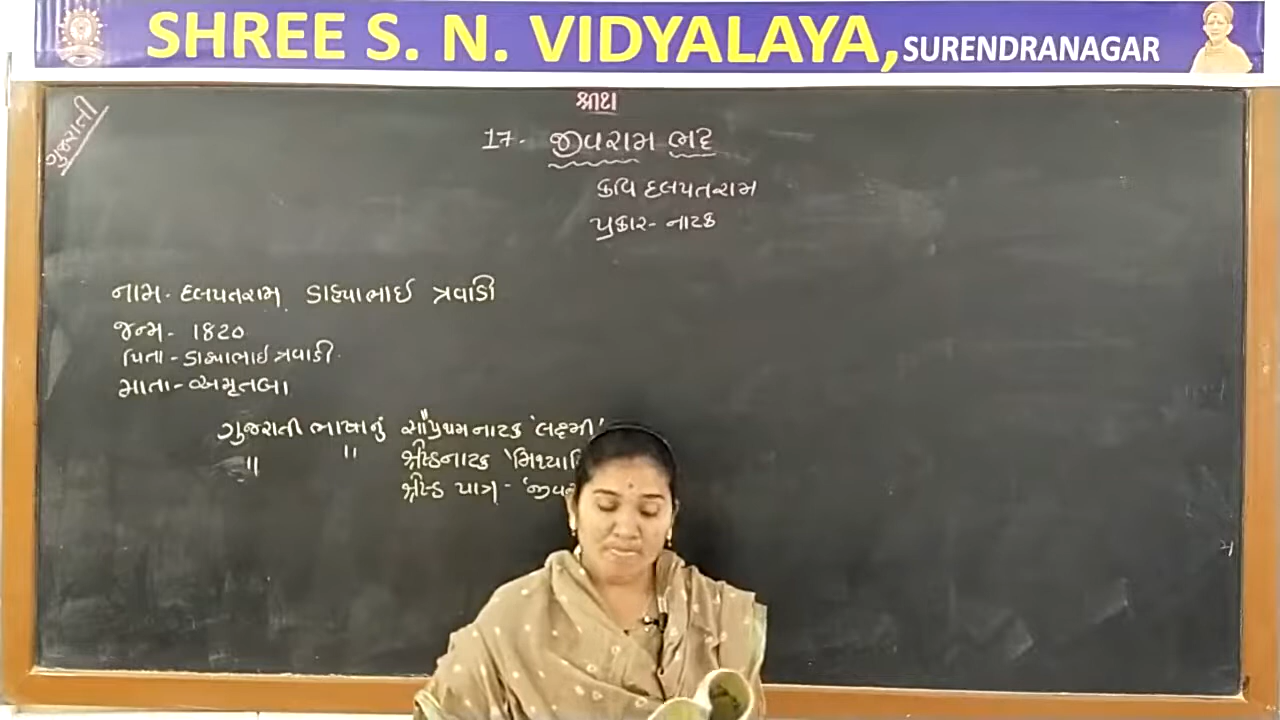 SHREE S. N. VIDYALAYA, SURENDRANAGAR
ગુજરાતી
શ્રીઃ।
17. જીવરામ ભટ્ટ
કવિ દલપતરામ
પ્રકાર - નાટક
નામ - દલપતરામ ડાહ્યાભાઈ ત્રવાડી
જન્મ - 1820
પિતા - ડાહ્યાભાઈ ત્રવાડી.
માતા - અમૃતબા
ગુજરાતી ભાષાનું સૌપ્રથમ નાટક 'લક્ષ્મી'
" " શ્રેષ્ઠ નાટક 'મિથ્યા
શ્રેષ્ઠ પાત્ર - 'જીવ